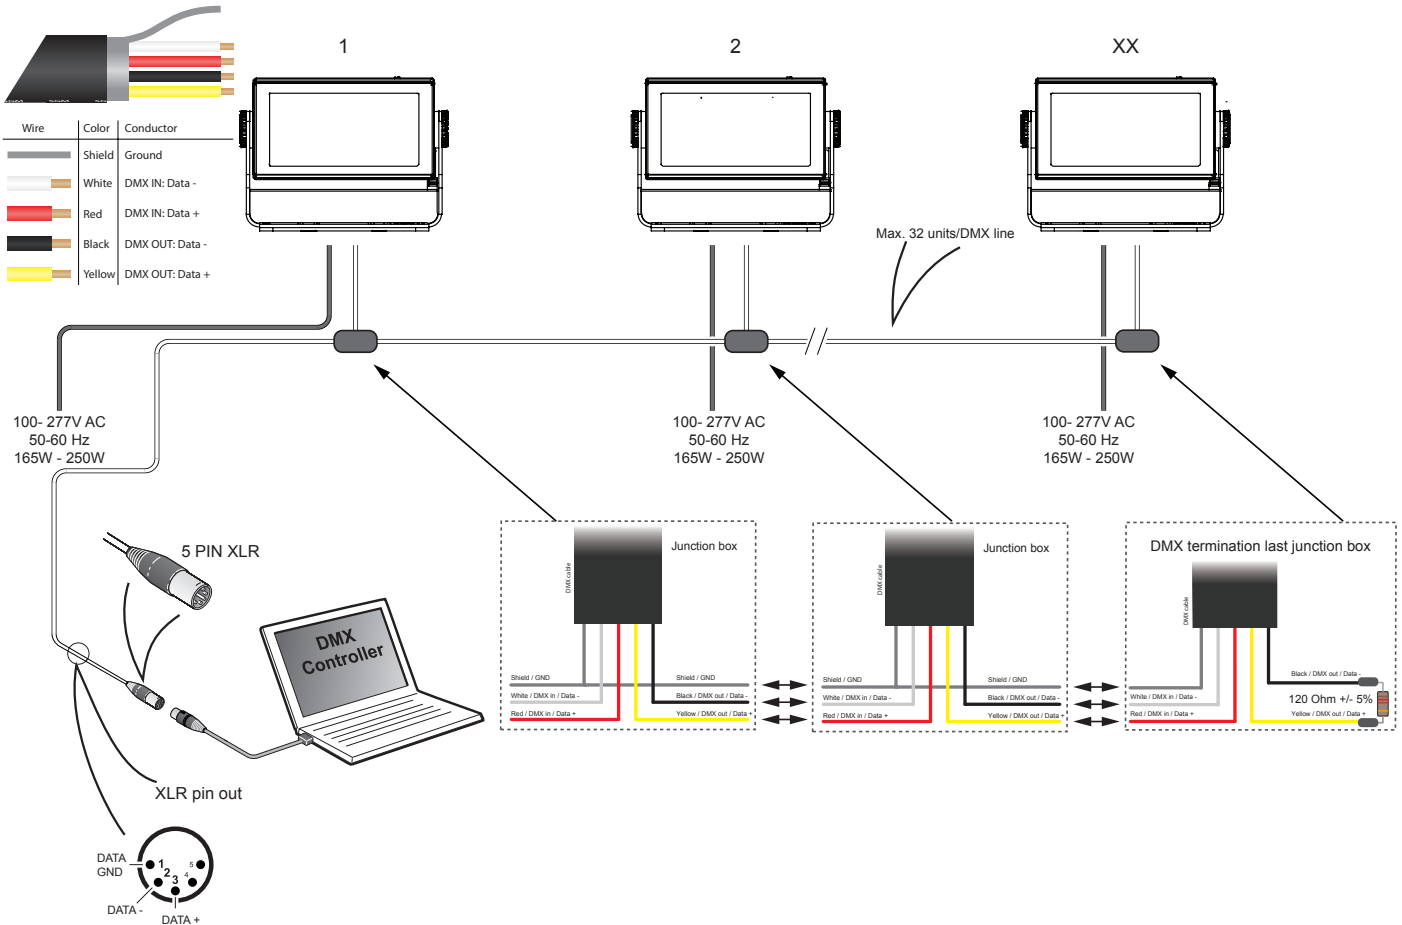 1
2
XX
Wire Color Conductor
Shield Ground
White DMX IN: Data -
Red DMX IN: Data +
Black DMX OUT: Data -
Yellow DMX OUT: Data +
Max. 32 units/DMX line
100- 277V AC
50-60 Hz
165W - 250W
100- 277V AC
50-60 Hz
165W - 250W
100- 277V AC
50-60 Hz
165W - 250W
5 PIN XLR
DMX
Controller
XLR pin out
DATA
GND
1
2
3
4
5
DATA -
DATA +
Junction box
DMX cable
Shield / GND
White / DMX in / Data -
Red / DMX in / Data +
Shield / GND
Black / DMX out / Data -
Yellow / DMX out / Data +
Junction box
DMX cable
Shield / GND
White / DMX in / Data -
Red / DMX in / Data +
Shield / GND
Black / DMX out / Data -
Yellow / DMX out / Data +
DMX termination last junction box
DMX cable
White / DMX in / Data -
Red / DMX in / Data +
Black / DMX out / Data -
120 Ohm +/- 5%
Yellow / DMX out / Data +